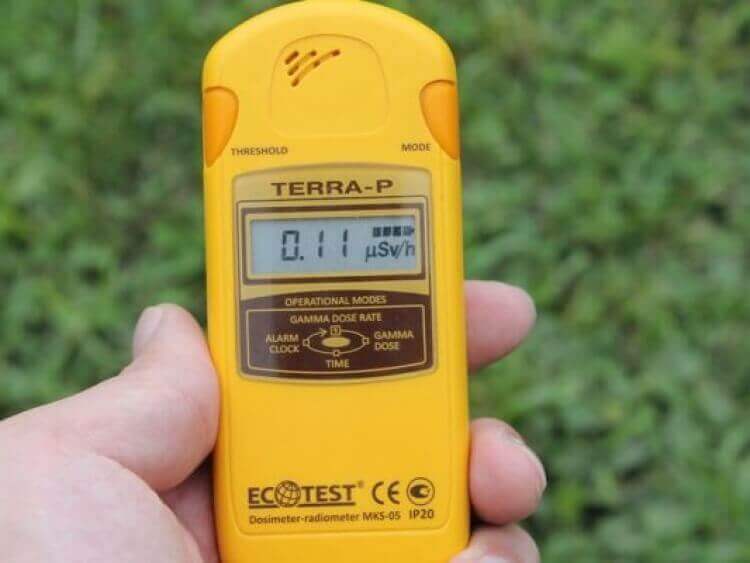 THRESHOLD MODE
TERRA-P
0.11 µSv/h
OPERATIONAL MODES
GAMMA DOSE RATE
ALARM CLOCK
GAMMA DOSE
TIME
ECOTEST® CE
Dosimeter-radiometer MKS-05 IP20